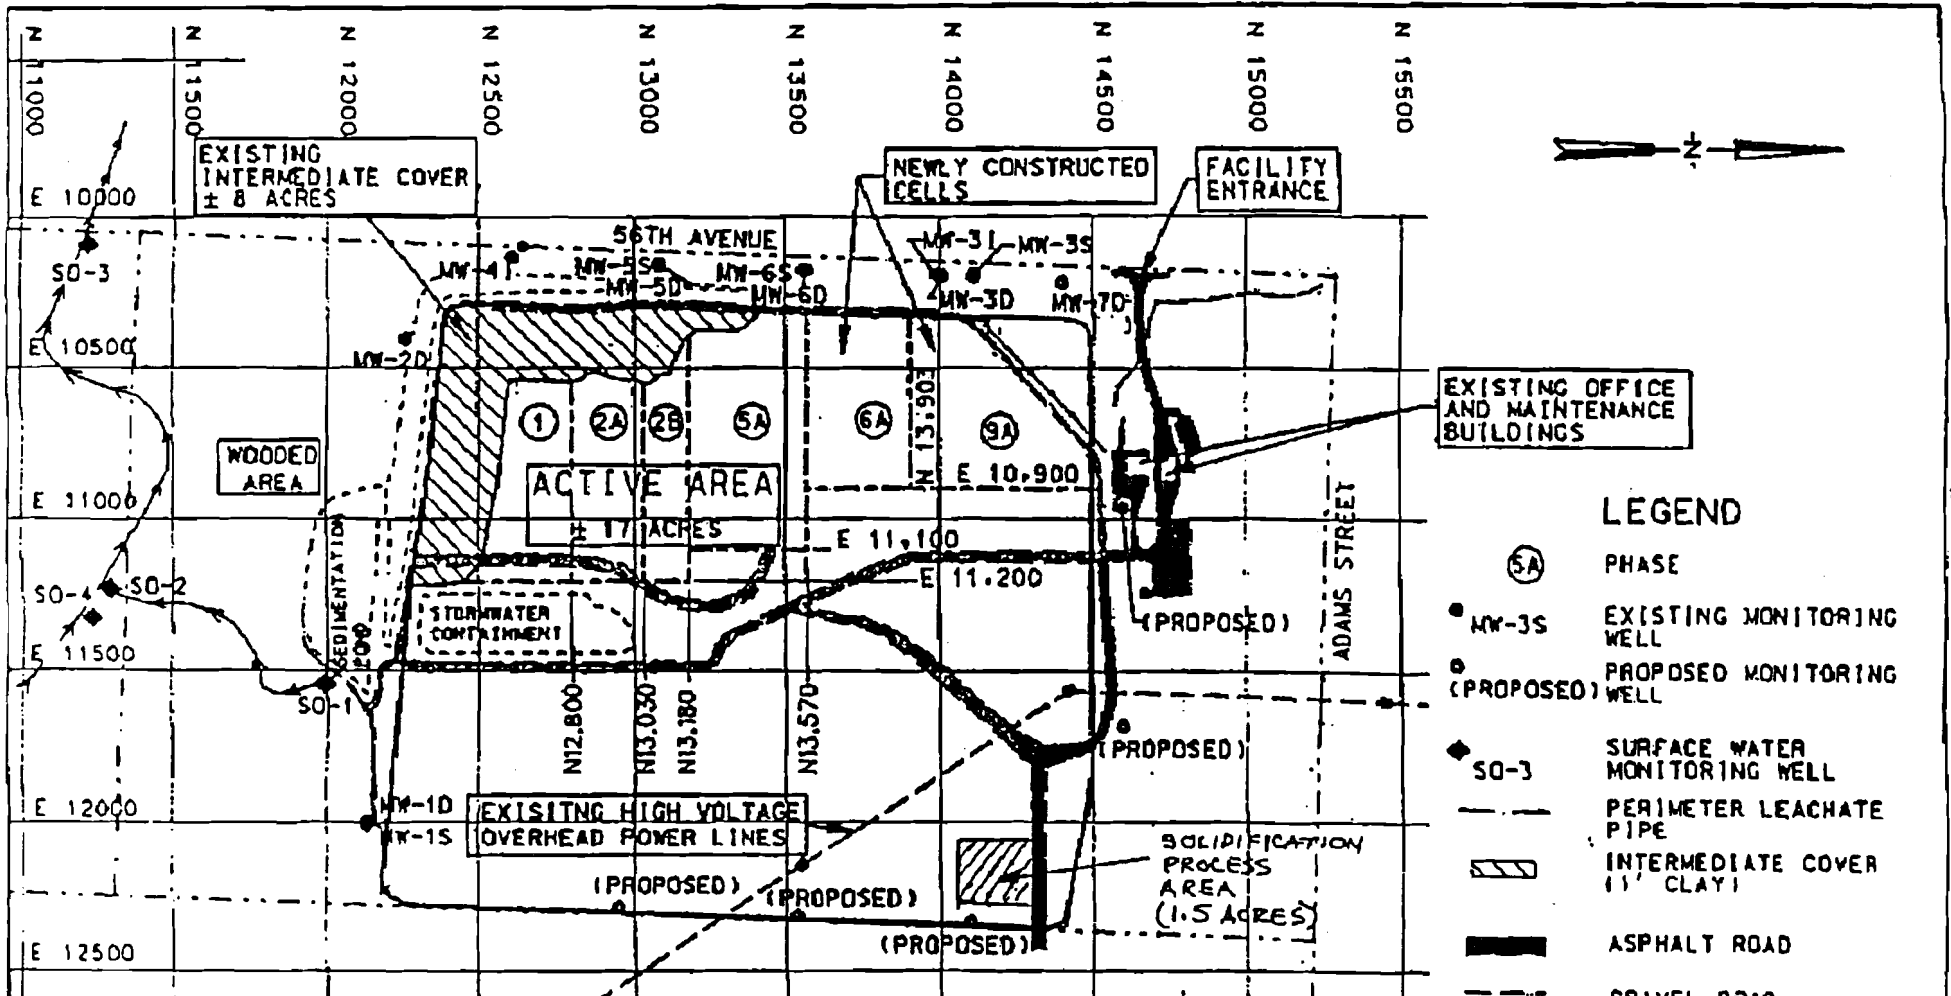 N 11000
N 11500
N 12000
N 12500
N 13000
N 13500
N 14000
N 14500
N 15000
N 15500
EXISTING
INTERMEDIATE COVER
± 8 ACRES
NEWLY CONSTRUCTED
CELLS
FACILITY
ENTRANCE
N
E 10000
56TH AVENUE
SO-3
MW-4I
MW-5S
MW-5D
MW-6S
MW-6D
MW-3I
MW-3S
MW-3D
MW-7D
E 10500
MW-2D
1
2A
2B
5A
6A
9A
N 13,903
EXISTING OFFICE
AND MAINTENANCE
BUILDINGS
WOODED
AREA
ACTIVE AREA
± 17 ACRES
E 10,900
E 11000
E 11,100
E 11,200
ADAMS STREET
SEDIMENTATION
POND
SO-4
SO-2
STORMWATER
CONTAINMENT
(PROPOSED)
E 11500
SO-1
N12,800
N13,030
N13,180
N13,570
(PROPOSED)
E 12000
MW-1D
MW-1S
EXISITNG HIGH VOLTAGE
OVERHEAD POWER LINES
SOLIDIFICATION
PROCESS
AREA
(1.5 ACRES)
(PROPOSED)
(PROPOSED)
(PROPOSED)
E 12500
LEGEND
5A
PHASE
MW-3S
EXISTING MONITORING
WELL
(PROPOSED)
PROPOSED MONITORING
WELL
SO-3
SURFACE WATER
MONITORING WELL
PERIMETER LEACHATE
PIPE
INTERMEDIATE COVER
(1' CLAY)
ASPHALT ROAD